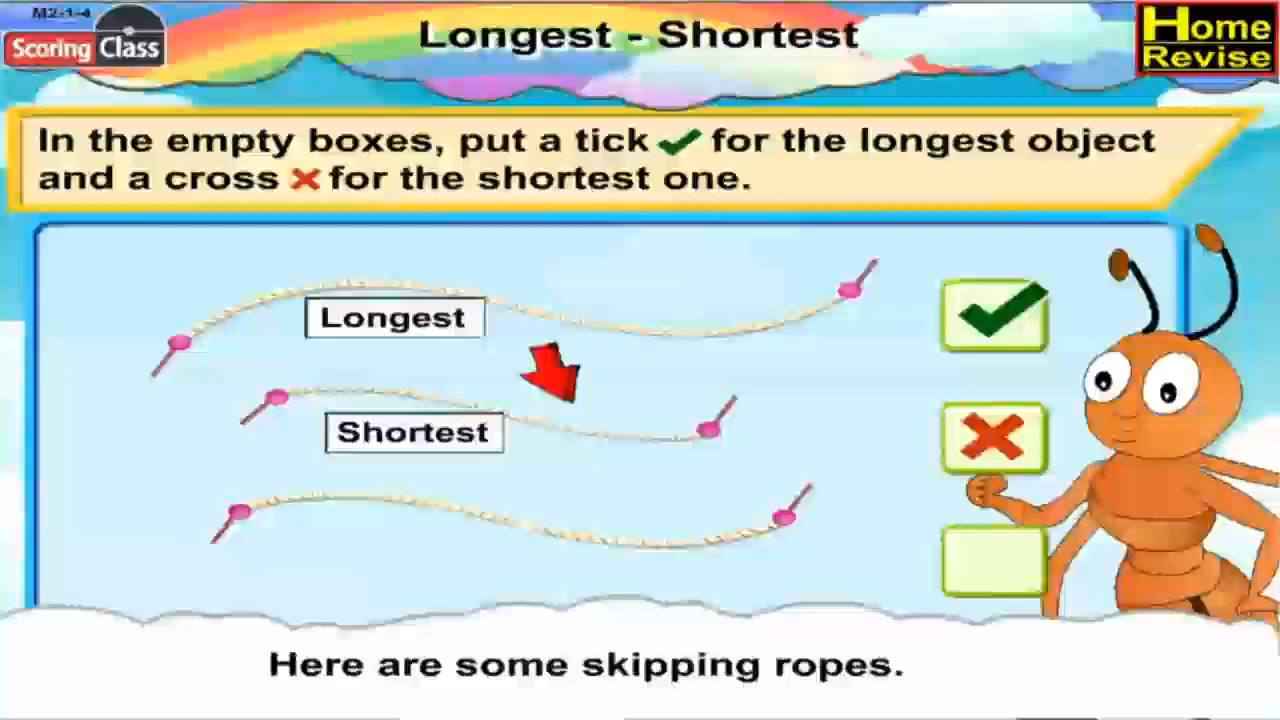 M2-1-4
Scoring Class
Longest - Shortest
Home
Revise
In the empty boxes, put a tick ✔ for the longest object
and a cross ✖ for the shortest one.
Longest
Shortest
Here are some skipping ropes.